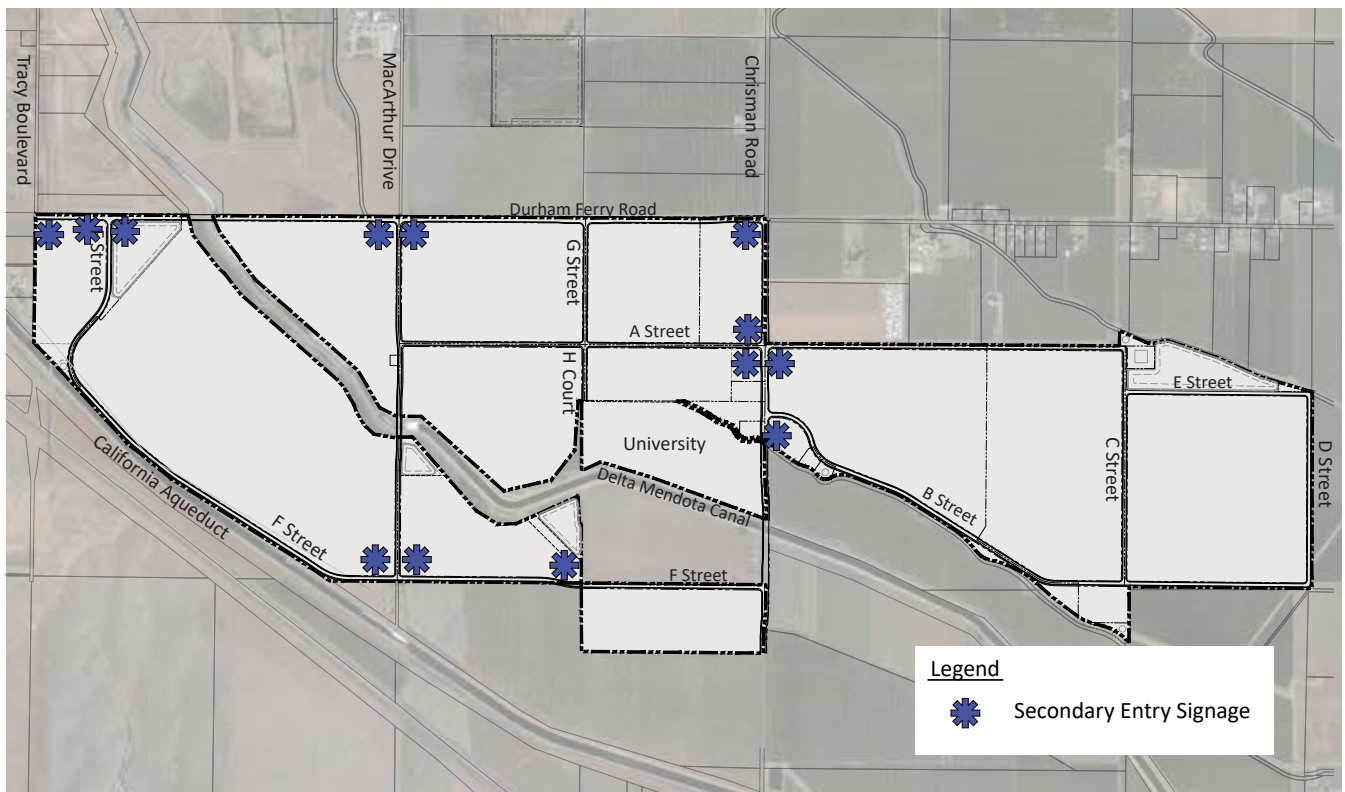 Tracy Boulevard
MacArthur Drive
Chrisman Road
Durham Ferry Road
Street
G Street
A Street
H Court
E Street
University
C Street
D Street
Delta Mendota Canal
B Street
California Aqueduct
F Street
F Street
Legend
Secondary Entry Signage